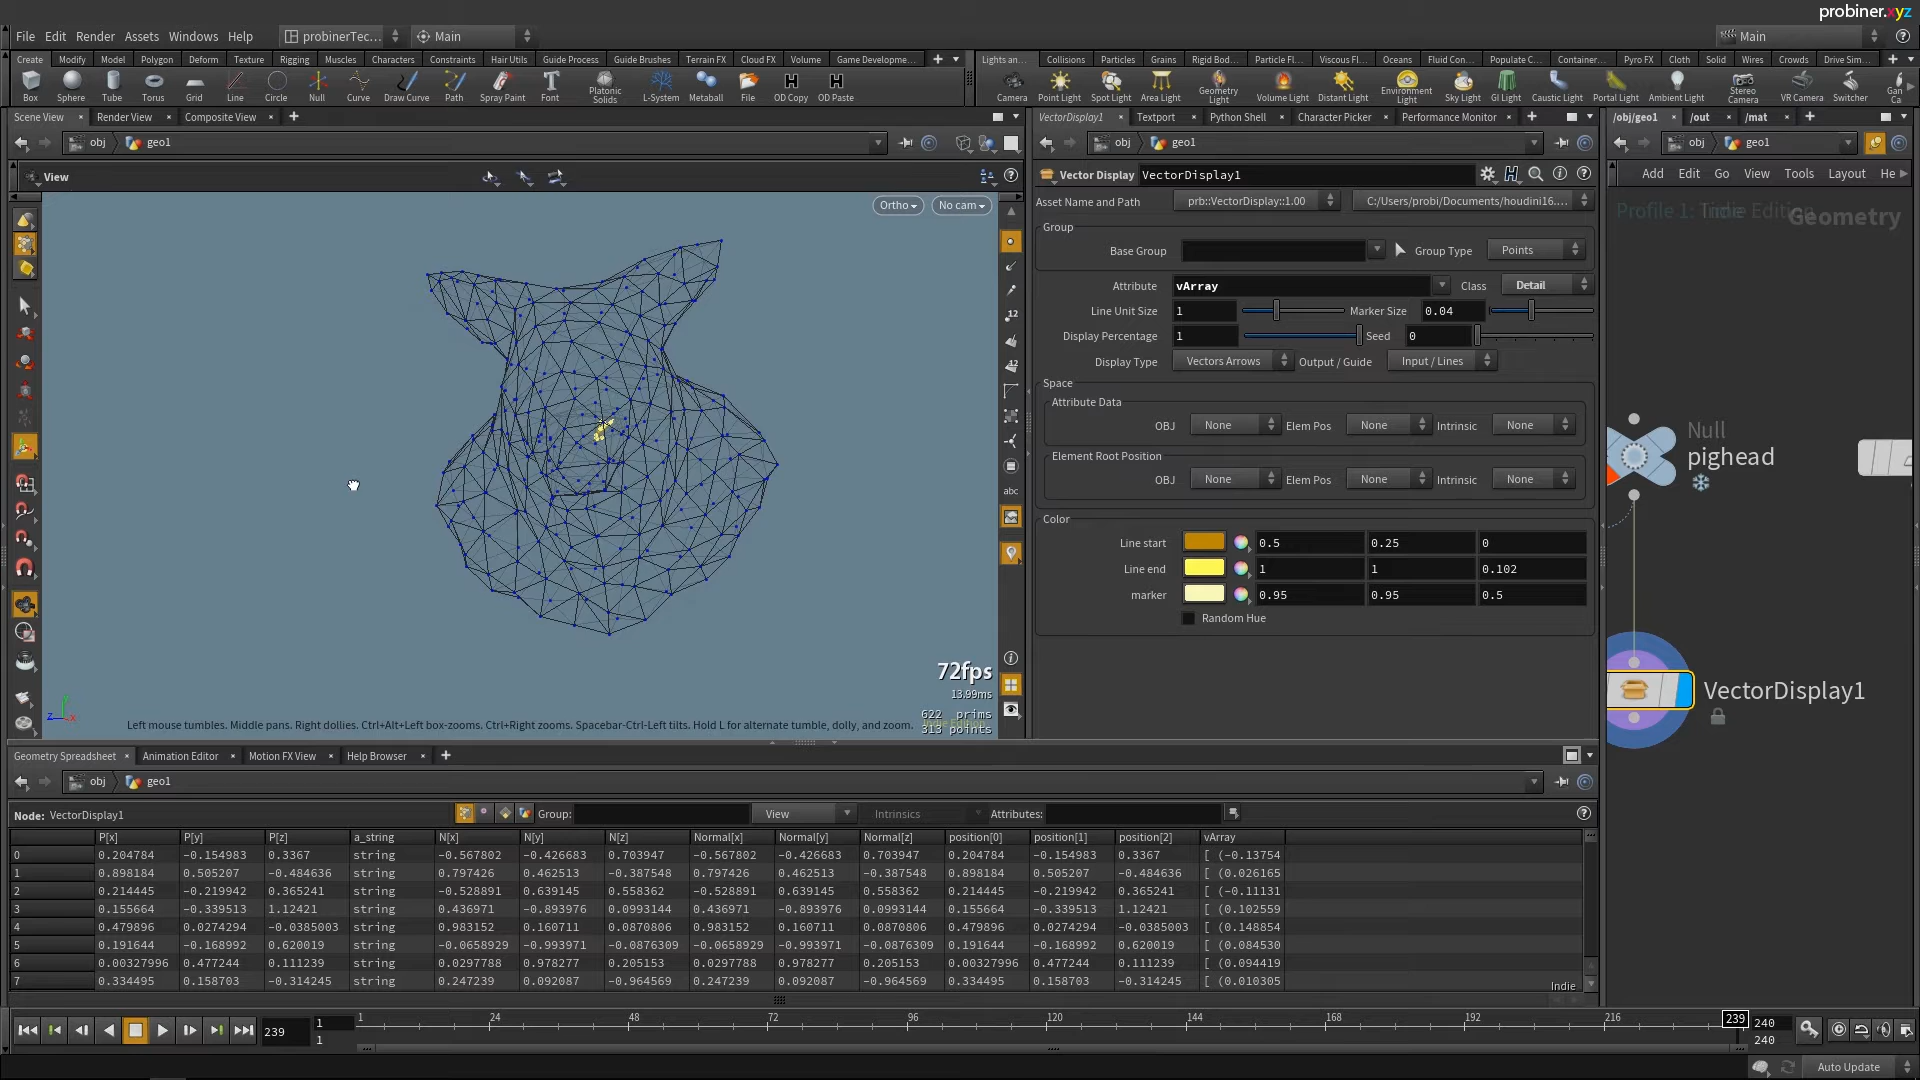 probiner.xyz
File Edit Render Assets Windows Help probinerTec... Main Main
Create Modify Model Polygon Deform Texture Rigging Muscles Characters Constraints Hair Utils Guide Process Guide Brushes Terrain FX Cloud FX Volume Game Developme...
Lights an... Collisions Particles Grains Rigid Bod... Particle Fl... Viscous Fl... Oceans Fluid Con... Populate C... Container... Pyro FX Cloth Solid Wires Crowds Drive Sim...
Box Sphere Tube Torus Grid Line Circle Null Curve Draw Curve Path Spray Paint Font Platonic Solids L-System Metaball File OD Copy OD Paste
Camera Point Light Spot Light Area Light Geometry Light Volume Light Distant Light Environment Light Sky Light GI Light Caustic Light Portal Light Ambient Light Stereo Camera VR Camera Switcher Gan Ca
Scene View Render View Composite View
obj geo1
View
Ortho No cam
72fps
13.99ms
622 prims
313 points
Left mouse tumbles. Middle pans. Right dollies. Ctrl+Alt+Left box-zooms. Ctrl+Right zooms. Spacebar-Ctrl-Left tilts. Hold L for alternate tumble, dolly, and zoom.
z x
12
12
abc
VectorDisplay1 Textport Python Shell Character Picker Performance Monitor
obj geo1
Vector Display VectorDisplay1
Asset Name and Path prb::VectorDisplay::1.00 C:/Users/probi/Documents/houdini16....
Group
Base Group Group Type Points
Attribute vArray Class Detail
Line Unit Size 1 Marker Size 0.04
Display Percentage 1 Seed 0
Display Type Vectors Arrows Output / Guide Input / Lines
Space
Attribute Data
OBJ None Elem Pos None Intrinsic None
Element Root Position
OBJ None Elem Pos None Intrinsic None
Color
Line start 0.5 0.25 0
Line end 1 1 0.102
marker 0.95 0.95 0.5
Random Hue
/obj/geo1 /out /mat
obj geo1
Add Edit Go View Tools Layout He
Geometry
Null
pighead
VectorDisplay1
Geometry Spreadsheet Animation Editor Motion FX View Help Browser
obj geo1
Node: VectorDisplay1 Group: View Intrinsics Attributes:
P[x] P[y] P[z] a_string N[x] N[y] N[z] Normal[x] Normal[y] Normal[z] position[0] position[1] position[2] vArray
0 0.204784 -0.154983 0.3367 string -0.567802 -0.426683 0.703947 -0.567802 -0.426683 0.703947 0.204784 -0.154983 0.3367 [ (-0.13754
1 0.898184 0.505207 -0.484636 string 0.797426 0.462513 -0.387548 0.797426 0.462513 -0.387548 0.898184 0.505207 -0.484636 [ (0.026165
2 0.214445 -0.219942 0.365241 string -0.528891 0.639145 0.558362 -0.528891 0.639145 0.558362 0.214445 -0.219942 0.365241 [ (-0.11131
3 0.155664 -0.339513 1.12421 string 0.436971 -0.893976 0.0993144 0.436971 -0.893976 0.0993144 0.155664 -0.339513 1.12421 [ (0.102559
4 0.479896 0.0274294 -0.0385003 string 0.983152 0.160711 0.0870806 0.983152 0.160711 0.0870806 0.479896 0.0274294 -0.0385003 [ (0.148854
5 0.191644 -0.168992 0.620019 string -0.0658929 -0.993971 -0.0876309 -0.0658929 -0.993971 -0.0876309 0.191644 -0.168992 0.620019 [ (0.084530
6 0.00327996 0.477244 0.111239 string 0.0297788 0.978277 0.205153 0.0297788 0.978277 0.205153 0.00327996 0.477244 0.111239 [ (0.094419
7 0.334495 0.158703 -0.314245 string 0.247239 0.092087 -0.964569 0.247239 0.092087 -0.964569 0.334495 0.158703 -0.314245 [ (0.010305
Indie
239 1 1 24 48 72 96 120 144 168 192 216 239 240
1 240
Auto Update